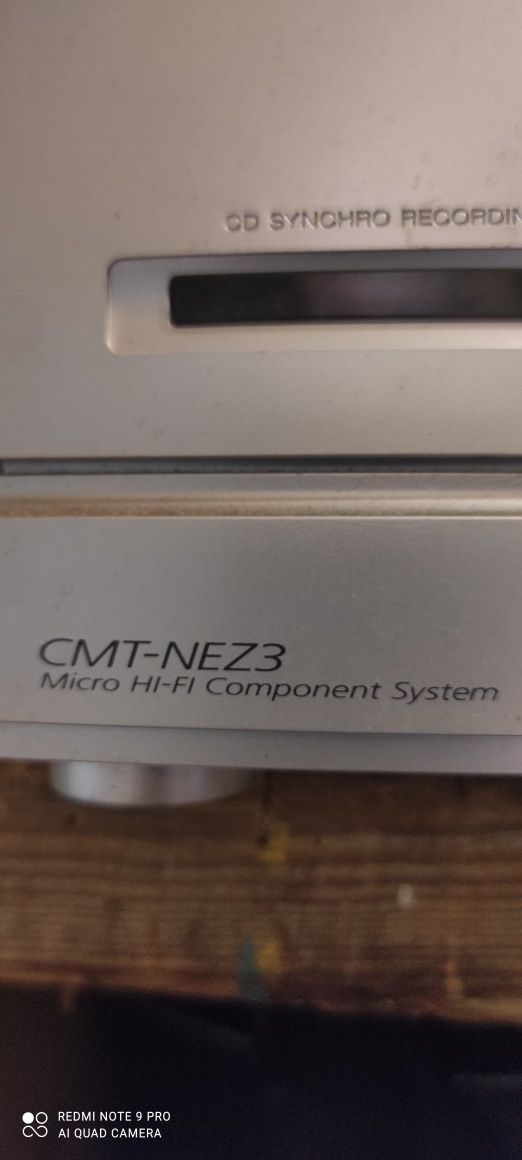 CD SYNCHRO RECORDIN
CMT-NEZ3
Micro HI-FI Component System
REDMI NOTE 9 PRO
AI QUAD CAMERA